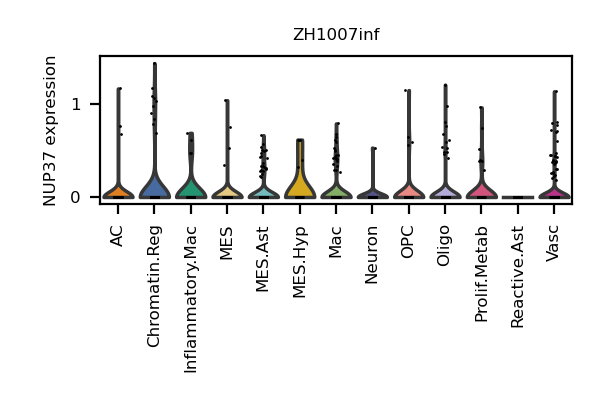 ZH1007inf
NUP37 expression
1
0
AC
Chromatin.Reg
Inflammatory.Mac
MES
MES.Ast
MES.Hyp
Mac
Neuron
OPC
Oligo
Prolif.Metab
Reactive.Ast
Vasc